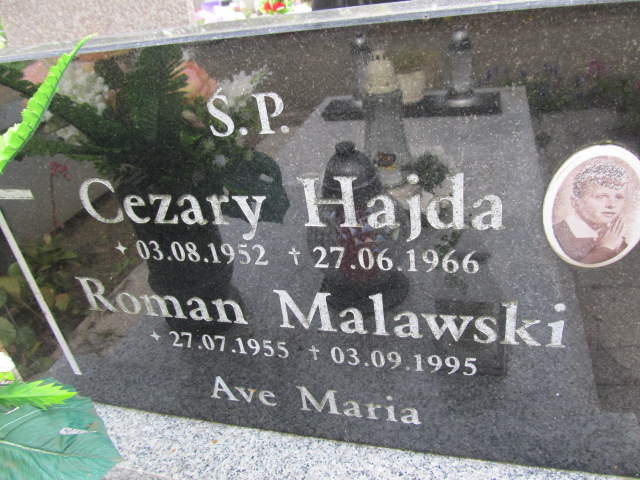 Ś.P.
Cezary Hajda
✦ 03.08.1952 † 27.06.1966
Roman Malawski
✦ 27.07.1955 † 03.09.1995
Ave Maria